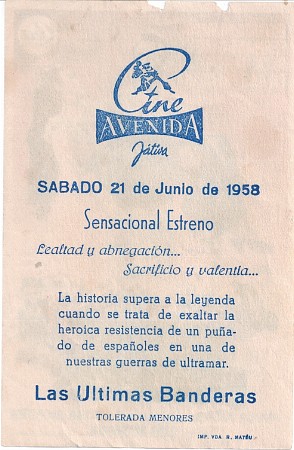 Cine
AVENIDA
Játiva
SABADO 21 de Junio de 1958
Sensacional Estreno
Lealtad y abnegación...
Sacrificio y valentia...
La historia supera a la leyenda
cuando se trata de exaltar la
heroica resistencia de un puña-
do de españoles en una de
nuestras guerras de ultramar.
Las Ultimas Banderas
TOLERADA MENORES
IMP. VDA B. MATÉU